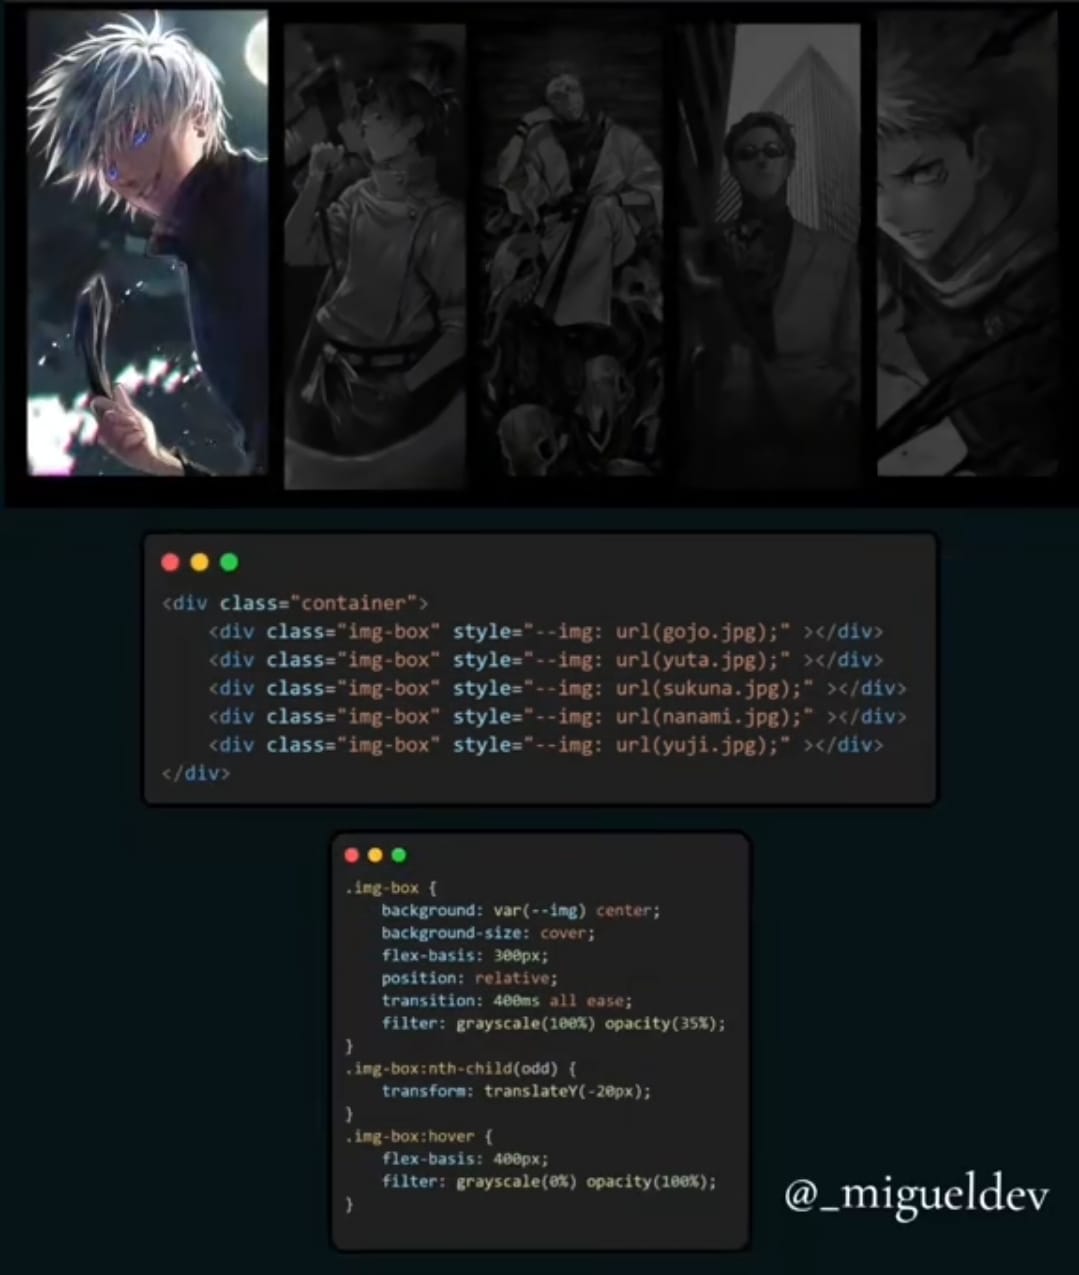 <div class="container">
    <div class="img-box" style="--img: url(gojo.jpg);" ></div>
    <div class="img-box" style="--img: url(yuta.jpg);" ></div>
    <div class="img-box" style="--img: url(sukuna.jpg);" ></div>
    <div class="img-box" style="--img: url(nanami.jpg);" ></div>
    <div class="img-box" style="--img: url(yuji.jpg);" ></div>
</div>
.img-box {
    background: var(--img) center;
    background-size: cover;
    flex-basis: 300px;
    position: relative;
    transition: 400ms all ease;
    filter: grayscale(100%) opacity(35%);
}
.img-box:nth-child(odd) {
    transform: translateY(-20px);
}
.img-box:hover {
    flex-basis: 400px;
    filter: grayscale(0%) opacity(100%);
}
@_migueldev